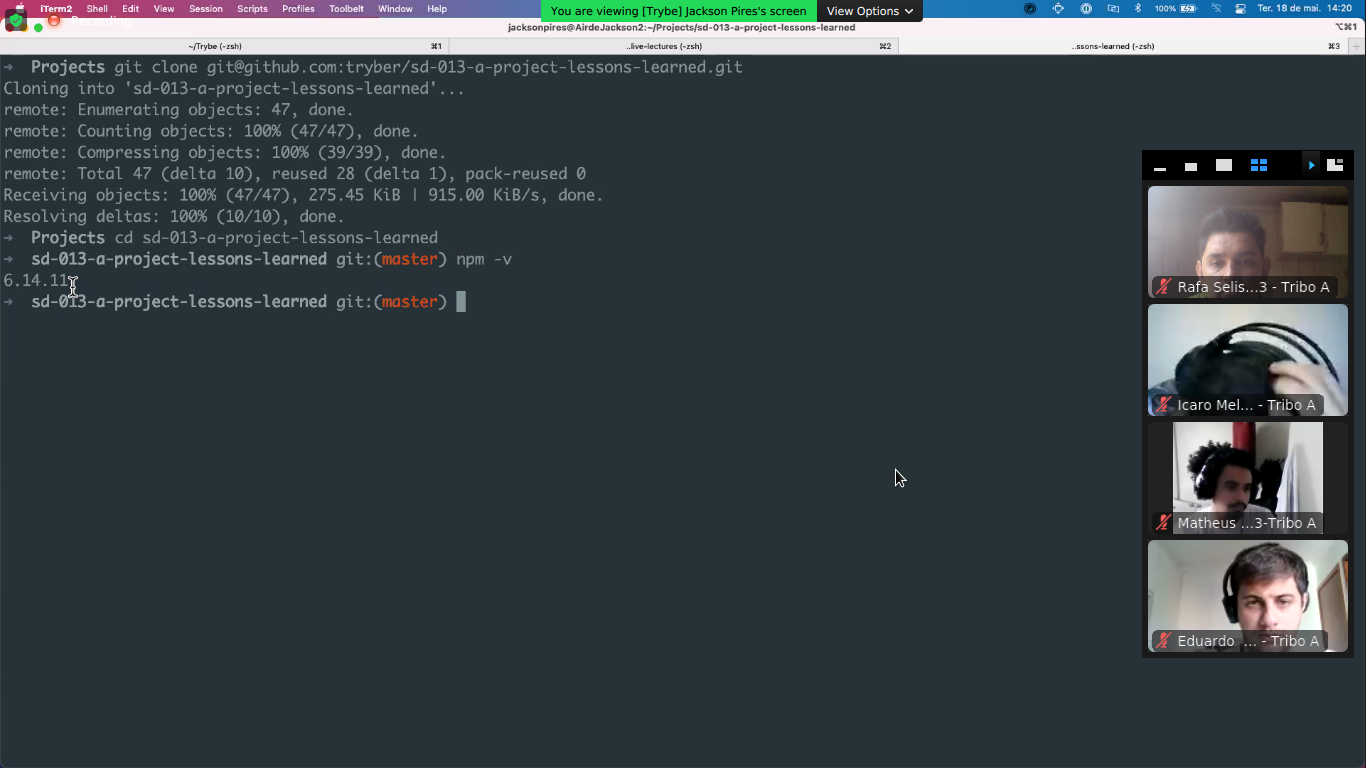 iTerm2 Shell Edit View Session Scripts Profiles Toolbelt Window Help
You are viewing [Trybe] Jackson Pires's screen View Options
100% Ter. 18 de mai. 14:20
Recording
jacksonpires@AirdeJackson2:~/Projects/sd-013-a-project-lessons-learned ⌥⌘1
~/Trybe (-zsh) ⌘1 ..live-lectures (-zsh) ⌘2 ..ssons-learned (-zsh) ⌘3
→ Projects git clone git@github.com:tryber/sd-013-a-project-lessons-learned.git
Cloning into 'sd-013-a-project-lessons-learned'...
remote: Enumerating objects: 47, done.
remote: Counting objects: 100% (47/47), done.
remote: Compressing objects: 100% (39/39), done.
remote: Total 47 (delta 10), reused 28 (delta 1), pack-reused 0
Receiving objects: 100% (47/47), 275.45 KiB | 915.00 KiB/s, done.
Resolving deltas: 100% (10/10), done.
→ Projects cd sd-013-a-project-lessons-learned
→ sd-013-a-project-lessons-learned git:(master) npm -v
6.14.11
→ sd-013-a-project-lessons-learned git:(master)
Rafa Selis...3 - Tribo A
Icaro Mel... - Tribo A
Matheus ...3-Tribo A
Eduardo ... - Tribo A